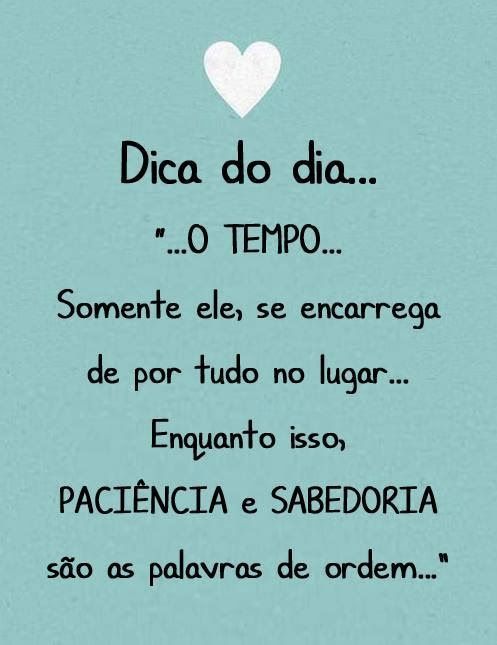 Dica do dia...
"...O TEMPO...
Somente ele, se encarrega
de por tudo no lugar...
Enquanto isso,
PACIÊNCIA e SABEDORIA
são as palavras de ordem..."